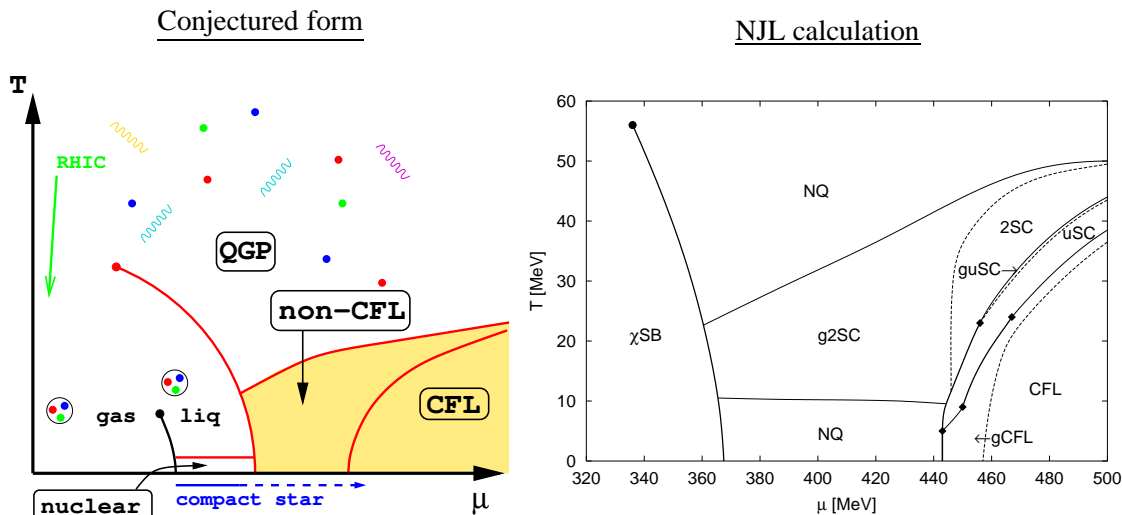 Conjectured form
T
RHIC
QGP
non−CFL
CFL
gas
liq
nuclear
compact star
μ
NJL calculation
60
50
40
30
20
10
0
T [MeV]
NQ
χSB
g2SC
NQ
2SC
uSC
guSC→
CFL
←gCFL
320 340 360 380 400 420 440 460 480 500
μ [MeV]